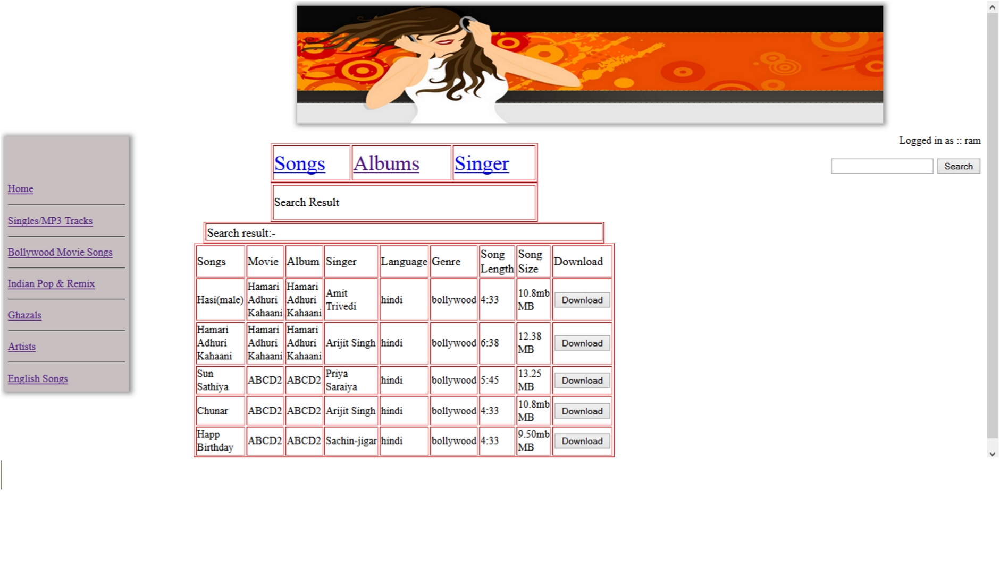 Logged in as :: ram
Search
Home
Singles/MP3 Tracks
Bollywood Movie Songs
Indian Pop & Remix
Ghazals
Artists
English Songs
Songs Albums Singer
Search Result
Search result:-
Songs Movie Album Singer Language Genre Song Length Song Size Download
Hasi(male) Hamari Adhuri Kahaani Hamari Adhuri Kahaani Amit Trivedi hindi bollywood 4:33 10.8mb MB Download
Hamari Adhuri Kahaani Hamari Adhuri Kahaani Hamari Adhuri Kahaani Arijit Singh hindi bollywood 6:38 12.38 MB Download
Sun Sathiya ABCD2 ABCD2 Priya Saraiya hindi bollywood 5:45 13.25 MB Download
Chunar ABCD2 ABCD2 Arijit Singh hindi bollywood 4:33 10.8mb MB Download
Happ Birthday ABCD2 ABCD2 Sachin-jigar hindi bollywood 4:33 9.50mb MB Download